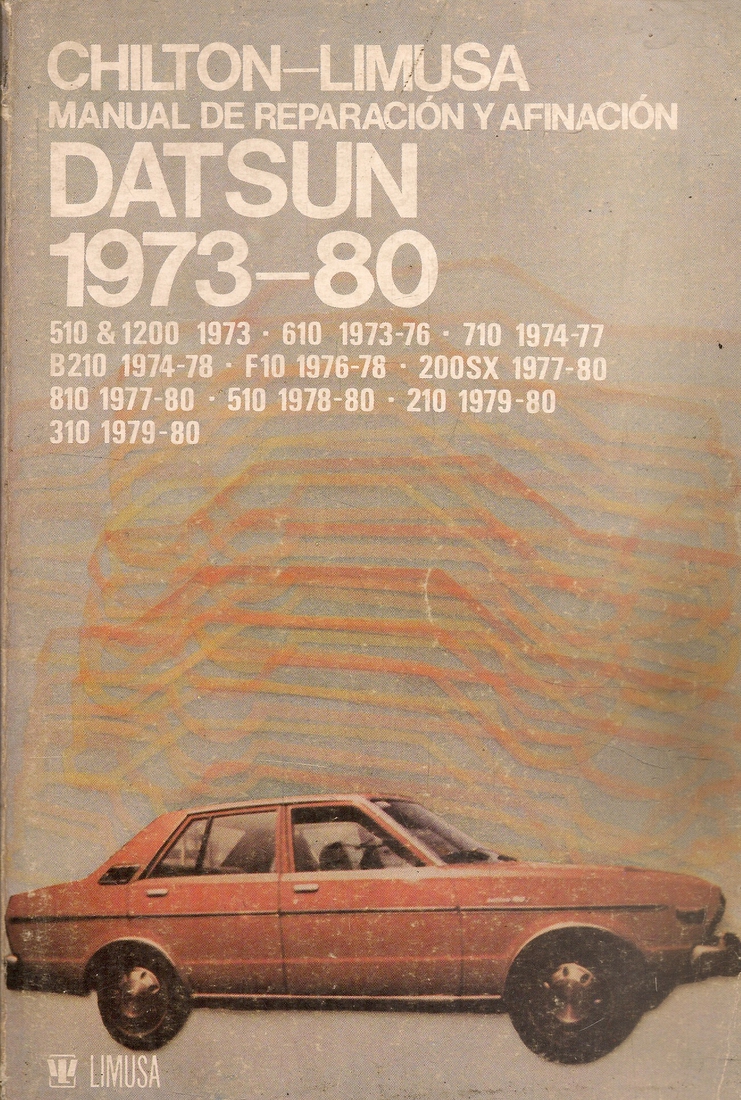 CHILTON—LIMUSA
MANUAL DE REPARACIÓN Y AFINACIÓN
DATSUN
1973—80
510 & 1200 1973 · 610 1973-76 · 710 1974-77
B210 1974-78 · F10 1976-78 · 200SX 1977-80
810 1977-80 · 510 1978-80 · 210 1979-80
310 1979-80
LIMUSA